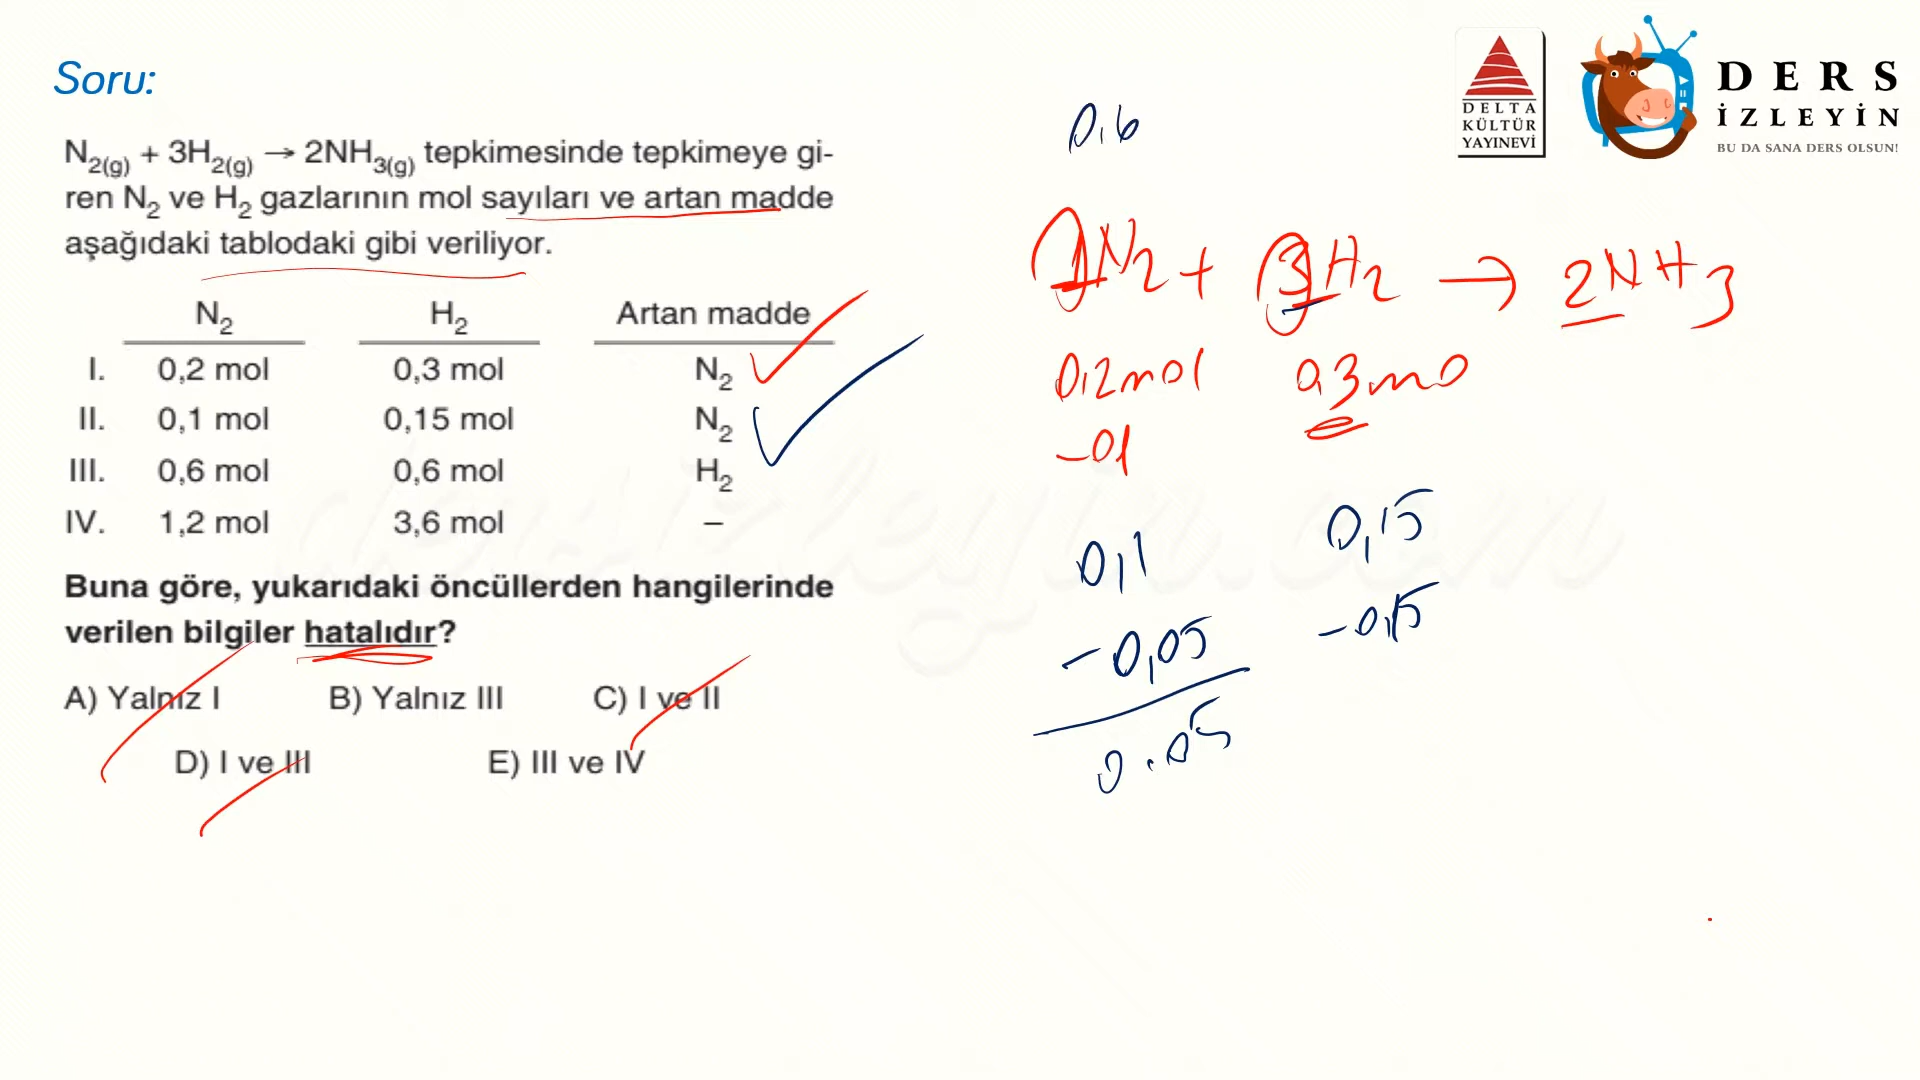 Soru:
N₂(g) + 3H₂(g) → 2NH₃(g) tepkimesinde tepkimeye gi-
ren N₂ ve H₂ gazlarının mol sayıları ve artan madde
aşağıdaki tablodaki gibi veriliyor.
N₂ H₂ Artan madde
I. 0,2 mol 0,3 mol N₂
II. 0,1 mol 0,15 mol N₂
III. 0,6 mol 0,6 mol H₂
IV. 1,2 mol 3,6 mol –
Buna göre, yukarıdaki öncüllerden hangilerinde
verilen bilgiler hatalıdır?
A) Yalnız I B) Yalnız III C) I ve II
D) I ve III E) III ve IV
0,6
1N₂ + 3H₂ → 2NH₃
0,2mol 0,3mo
-01
0,1 0,15
-0,05 -0,15
0.05
DELTA
KÜLTÜR
YAYINEVİ
DERS
İZLEYİN
BU DA SANA DERS OLSUN!
dersizleyin.com